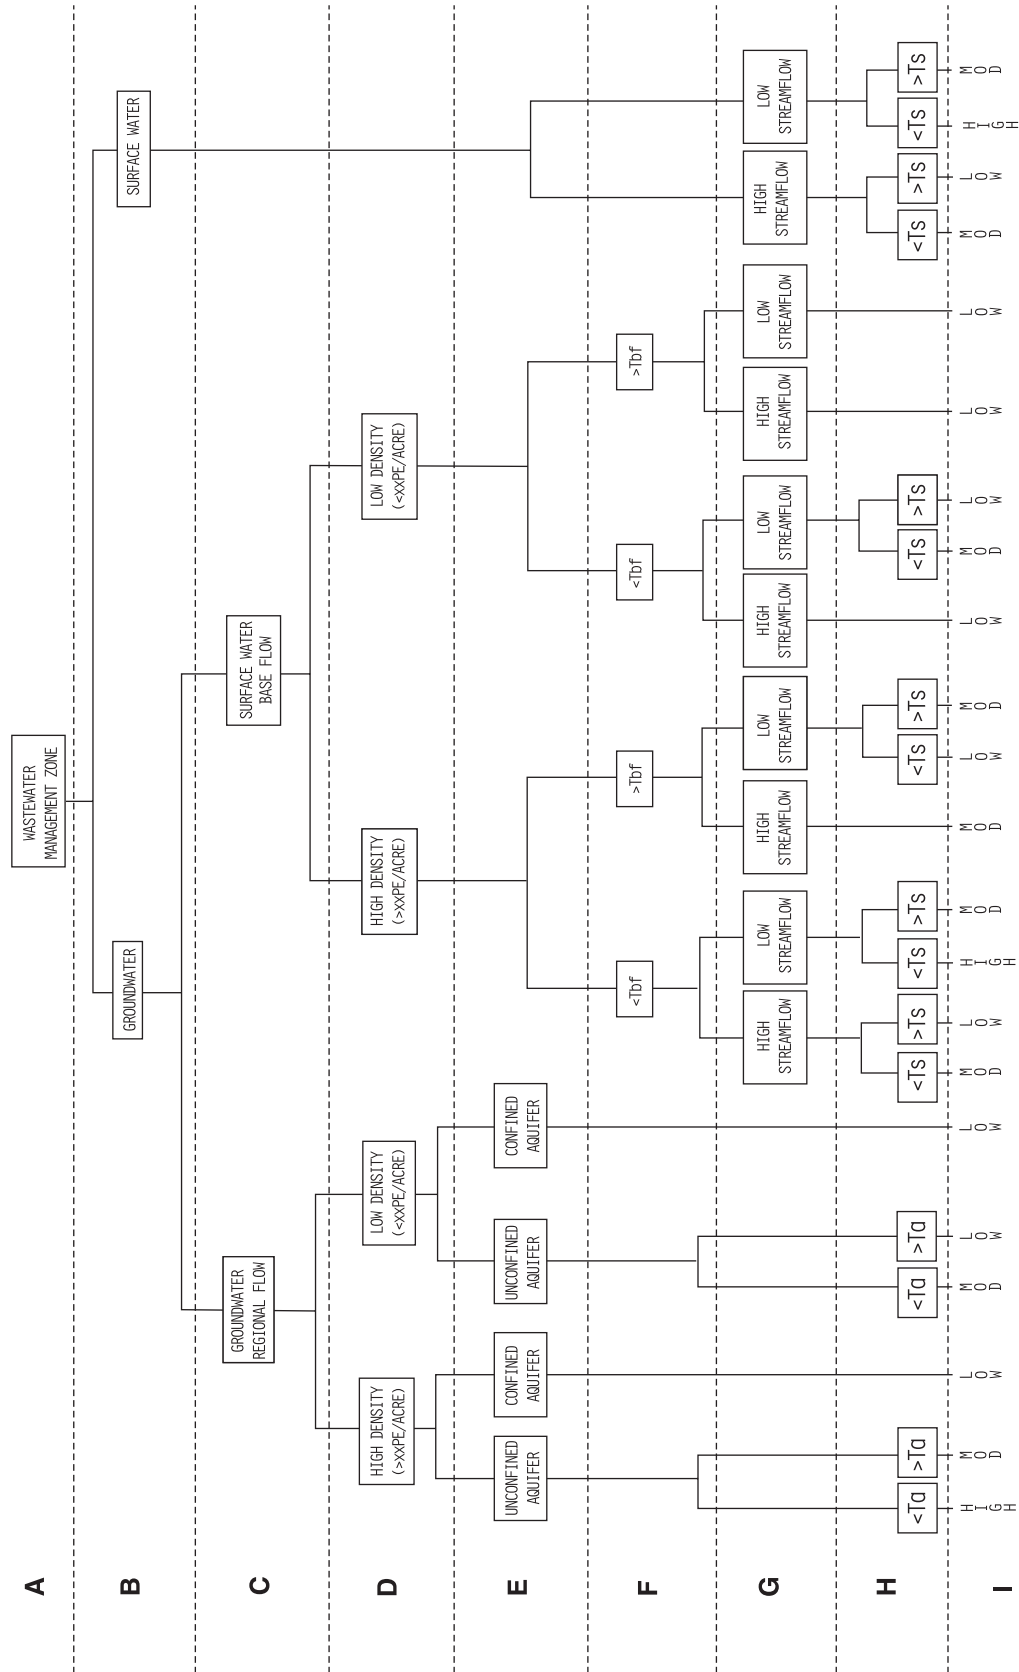 A
WASTEWATER
MANAGEMENT ZONE
B
GROUNDWATER
SURFACE WATER
C
GROUNDWATER
REGIONAL FLOW
SURFACE WATER
BASE FLOW
D
HIGH DENSITY
(>xxPE/ACRE)
LOW DENSITY
(<xxPE/ACRE)
HIGH DENSITY
(>xxPE/ACRE)
LOW DENSITY
(<xxPE/ACRE)
E
UNCONFINED
AQUIFER
CONFINED
AQUIFER
UNCONFINED
AQUIFER
CONFINED
AQUIFER
F
<Tbf
>Tbf
<Tbf
>Tbf
G
HIGH
STREAMFLOW
LOW
STREAMFLOW
HIGH
STREAMFLOW
LOW
STREAMFLOW
HIGH
STREAMFLOW
LOW
STREAMFLOW
HIGH
STREAMFLOW
LOW
STREAMFLOW
HIGH
STREAMFLOW
LOW
STREAMFLOW
H
<Ta
>Ta
<Ta
>Ta
<Ts
>Ts
<Ts
>Ts
<Ts
>Ts
<Ts
>Ts
<Ts
>Ts
<Ts
>Ts
I
HIGH
MOD
LOW
MOD
LOW
LOW
MOD
LOW
HIGH
MOD
MOD
LOW
MOD
LOW
MOD
LOW
LOW
LOW
MOD
LOW
HIGH
MOD